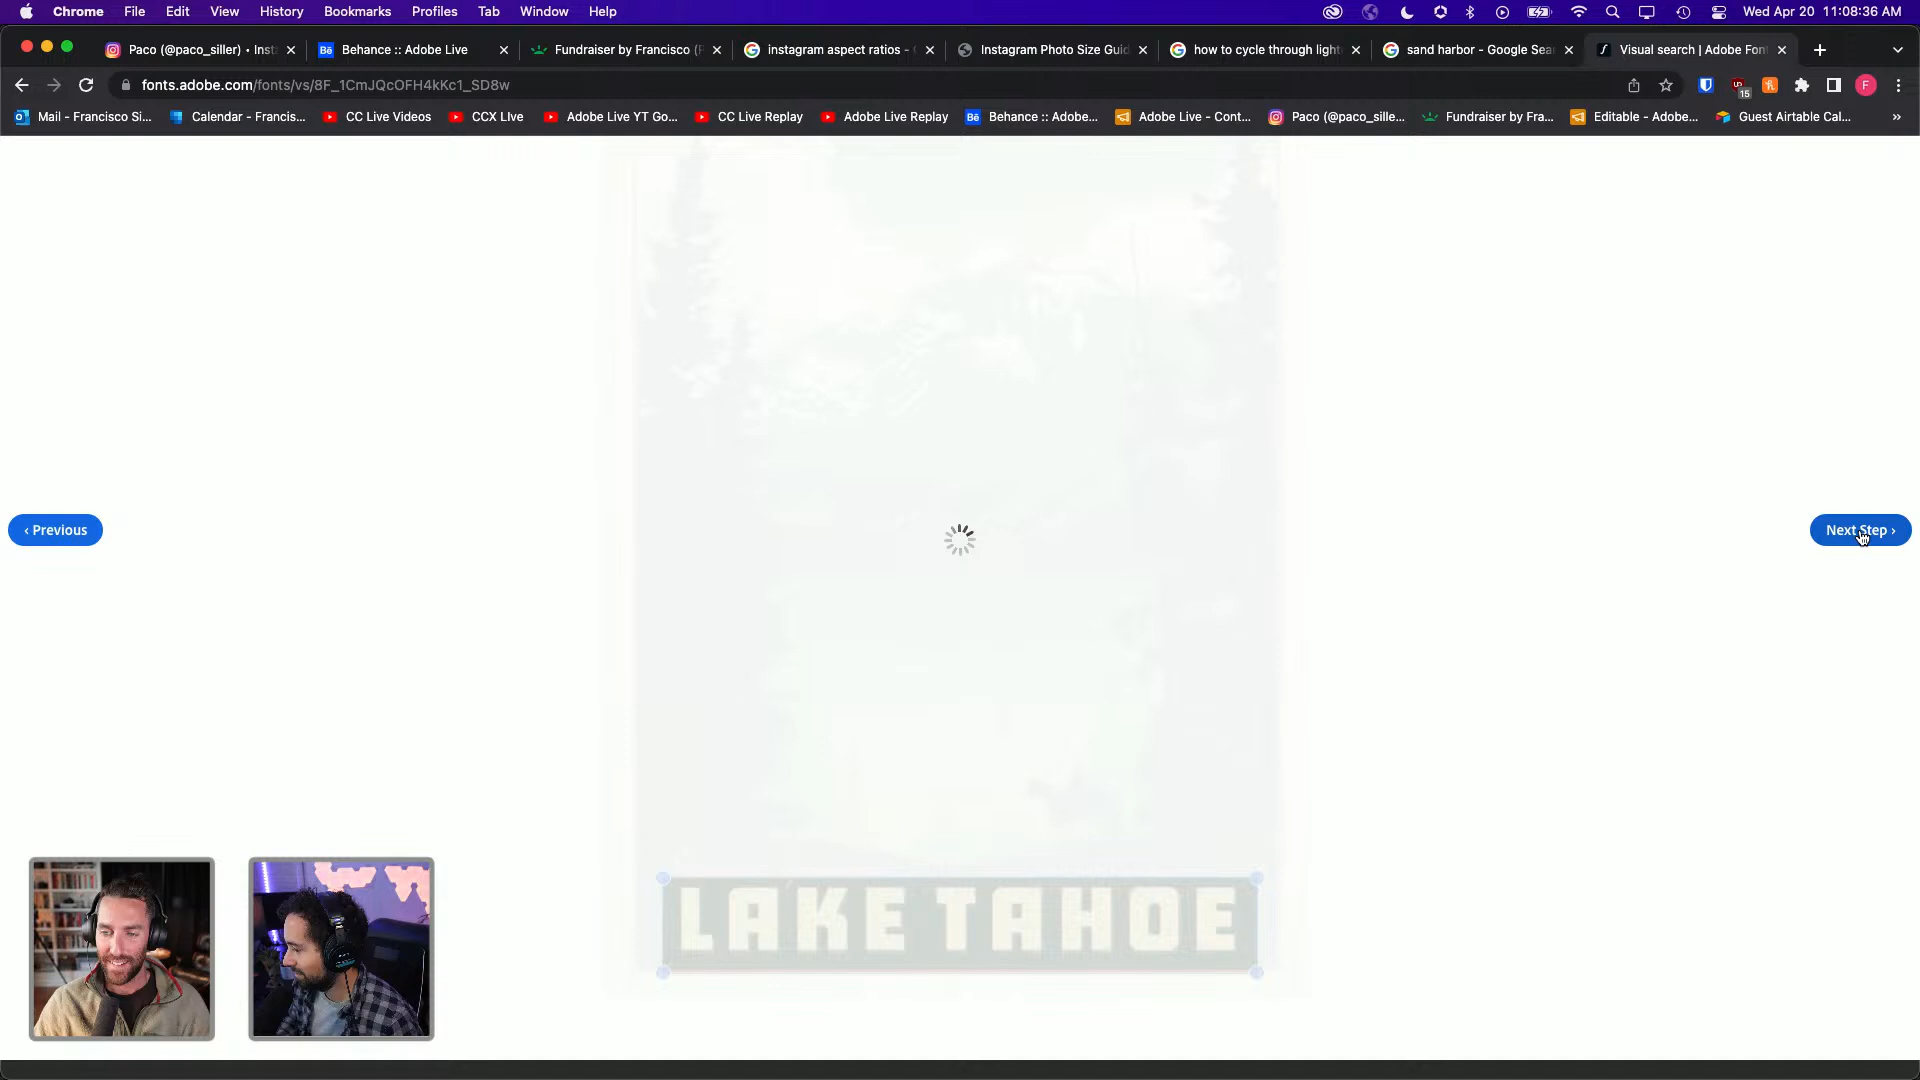 Chrome File Edit View History Bookmarks Profiles Tab Window Help Wed Apr 20 11:08:36 AM
Paco (@paco_siller) • Inst Behance :: Adobe Live Fundraiser by Francisco (F instagram aspect ratios - Instagram Photo Size Guid how to cycle through light sand harbor - Google Sea Visual search | Adobe Fon
fonts.adobe.com/fonts/vs/8F_1CmJQcOFH4kKc1_SD8w 15 F
Mail - Francisco Si... Calendar - Francis... CC Live Videos CCX LIve Adobe Live YT Go... CC Live Replay Adobe Live Replay Behance :: Adobe... Adobe Live - Cont... Paco (@paco_sille... Fundraiser by Fra... Editable - Adobe... Guest Airtable Cal... »
‹ Previous
Next Step ›
LAKE TAHOE